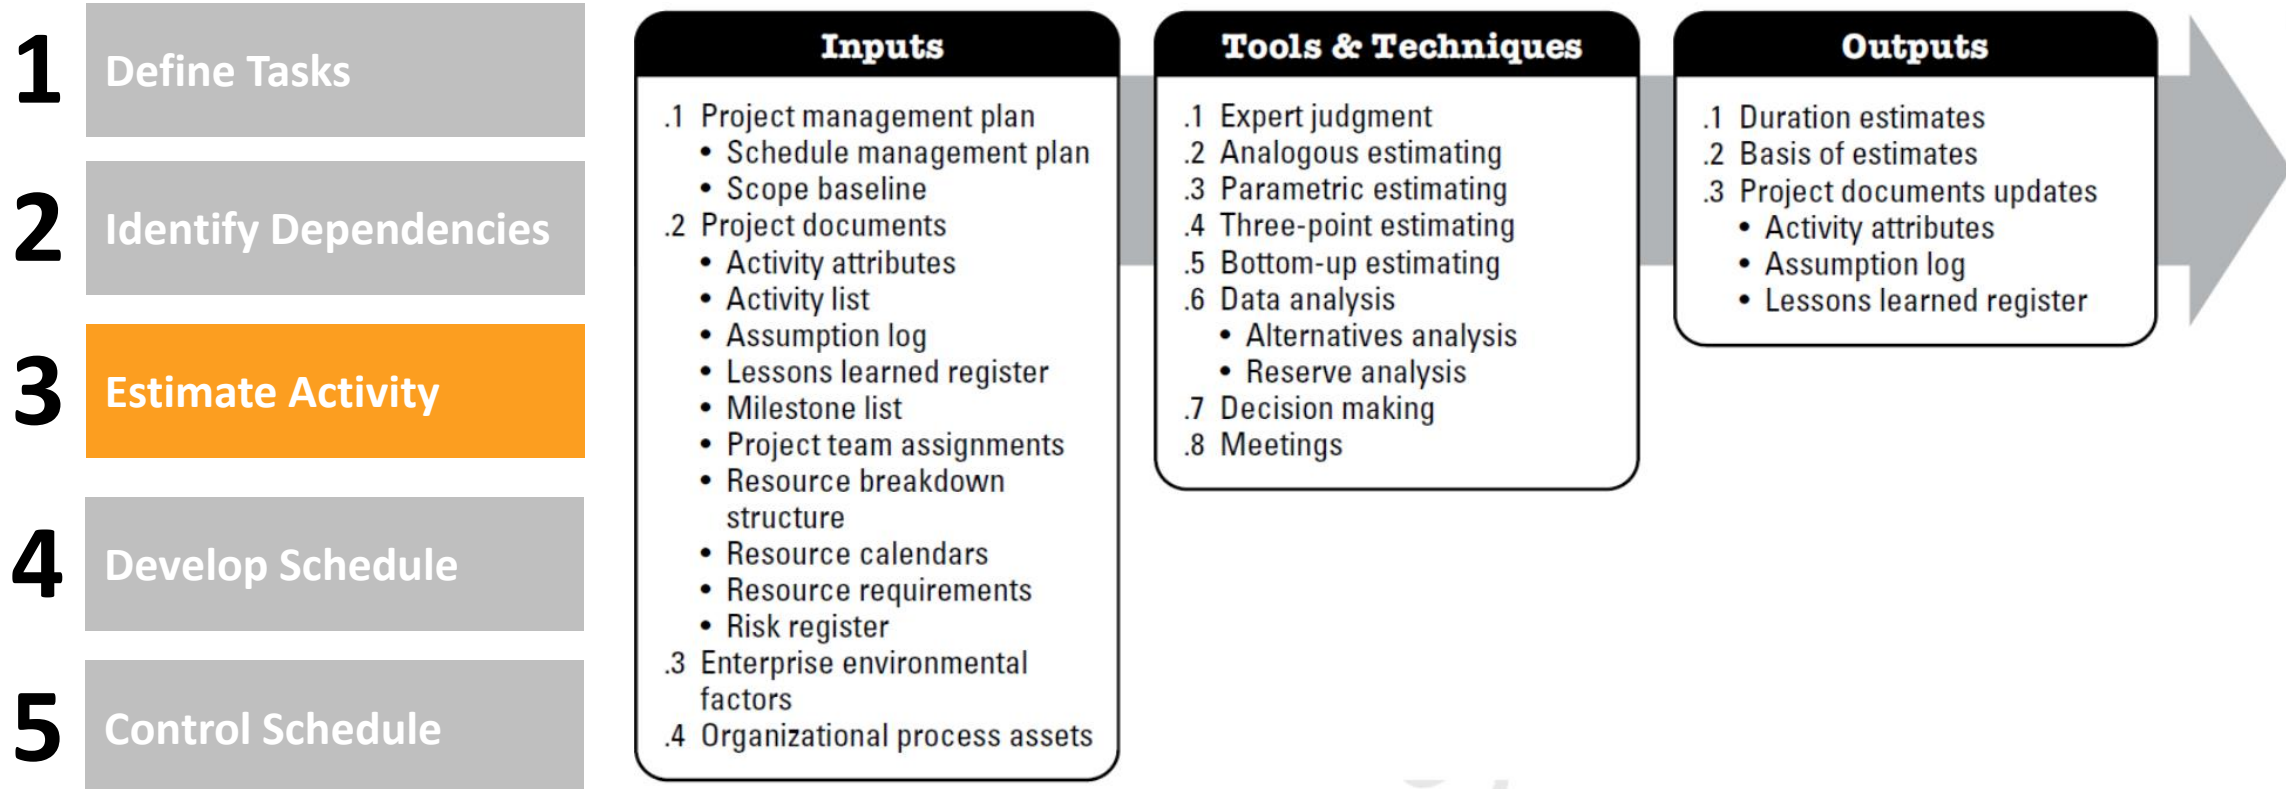 1 Define Tasks
2 Identify Dependencies
3 Estimate Activity
4 Develop Schedule
5 Control Schedule
Inputs
.1 Project management plan
• Schedule management plan
• Scope baseline
.2 Project documents
• Activity attributes
• Activity list
• Assumption log
• Lessons learned register
• Milestone list
• Project team assignments
• Resource breakdown
structure
• Resource calendars
• Resource requirements
• Risk register
.3 Enterprise environmental
factors
.4 Organizational process assets
Tools & Techniques
.1 Expert judgment
.2 Analogous estimating
.3 Parametric estimating
.4 Three-point estimating
.5 Bottom-up estimating
.6 Data analysis
• Alternatives analysis
• Reserve analysis
.7 Decision making
.8 Meetings
Outputs
.1 Duration estimates
.2 Basis of estimates
.3 Project documents updates
• Activity attributes
• Assumption log
• Lessons learned register